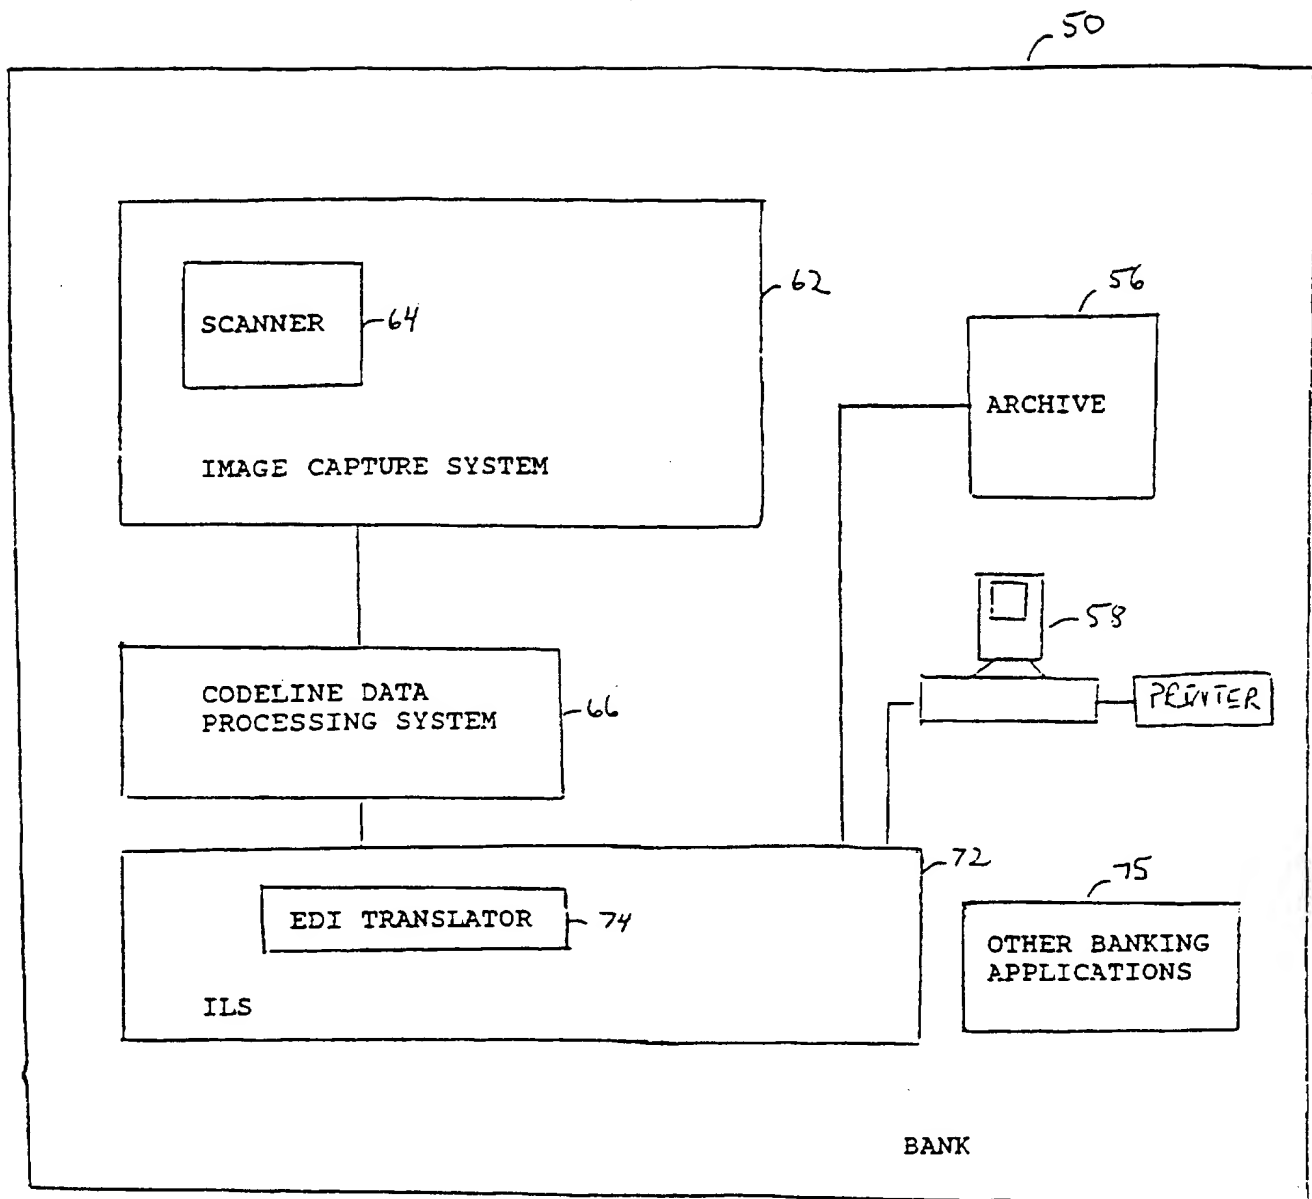 50
SCANNER
64
62
IMAGE CAPTURE SYSTEM
56
ARCHIVE
58
PRINTER
CODELINE DATA
PROCESSING SYSTEM
66
72
EDI TRANSLATOR
74
ILS
75
OTHER BANKING
APPLICATIONS
BANK